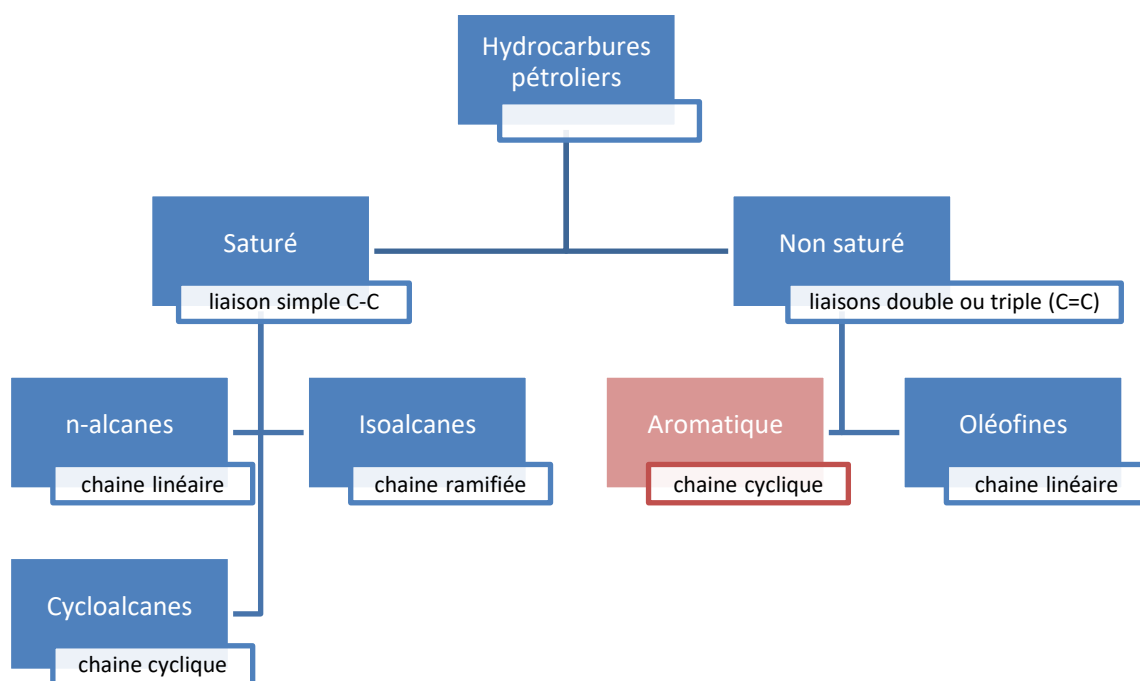 Hydrocarbures
pétroliers
Saturé
liaison simple C-C
Non saturé
liaisons double ou triple (C=C)
n-alcanes
chaine linéaire
Isoalcanes
chaine ramifiée
Aromatique
chaine cyclique
Oléofines
chaine linéaire
Cycloalcanes
chaine cyclique